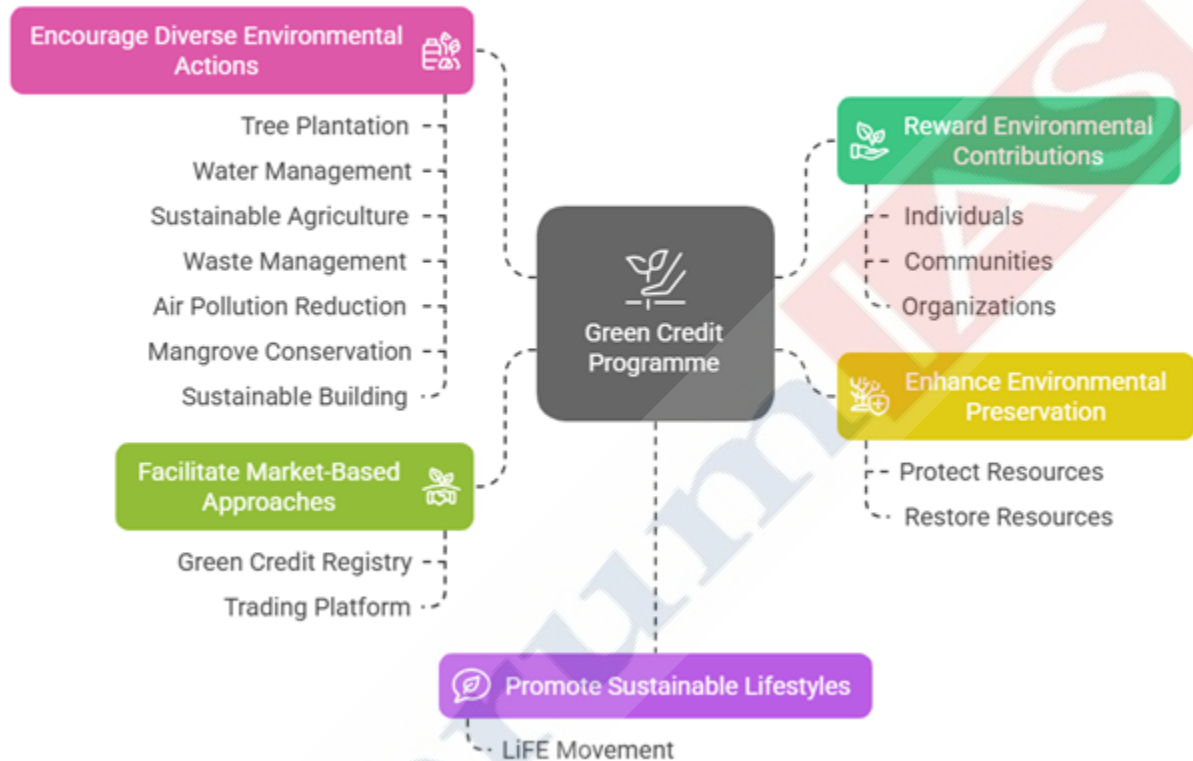 Encourage Diverse Environmental
Actions
Tree Plantation
Water Management
Sustainable Agriculture
Waste Management
Air Pollution Reduction
Mangrove Conservation
Sustainable Building
Facilitate Market-Based
Approaches
Green Credit Registry
Trading Platform
Green Credit
Programme
Reward Environmental
Contributions
Individuals
Communities
Organizations
Enhance Environmental
Preservation
Protect Resources
Restore Resources
Promote Sustainable Lifestyles
LiFE Movement
rum IAS